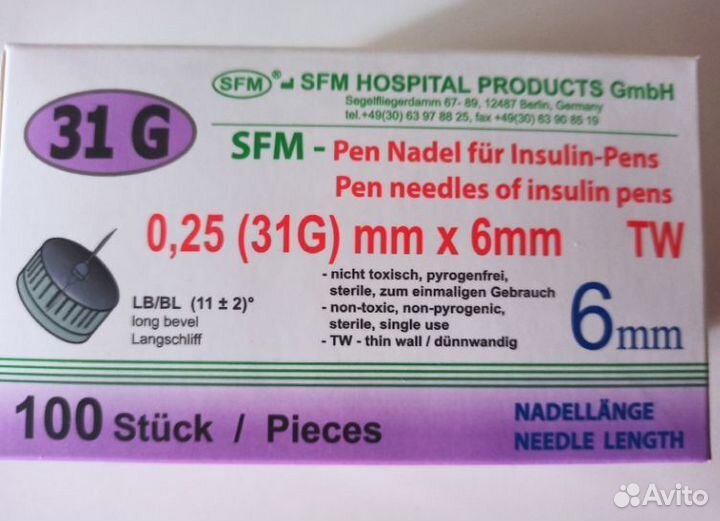 31 G
SFM® SFM HOSPITAL PRODUCTS GmbH
Segelfliegerdamm 67- 89, 12487 Berlin, Germany
tel.+49(30) 63 97 88 25, fax +49(30) 63 90 86 19
SFM - Pen Nadel für Insulin-Pens
Pen needles of insulin pens
0,25 (31G) mm x 6mm TW
LB/BL (11 ± 2)°
long bevel
Langschliff
- nicht toxisch, pyrogenfrei,
sterile, zum einmaligen Gebrauch
- non-toxic, non-pyrogenic,
sterile, single use
- TW - thin wall / dünnwandig
6mm
100 Stück / Pieces
NADELLÄNGE
NEEDLE LENGTH
Avito